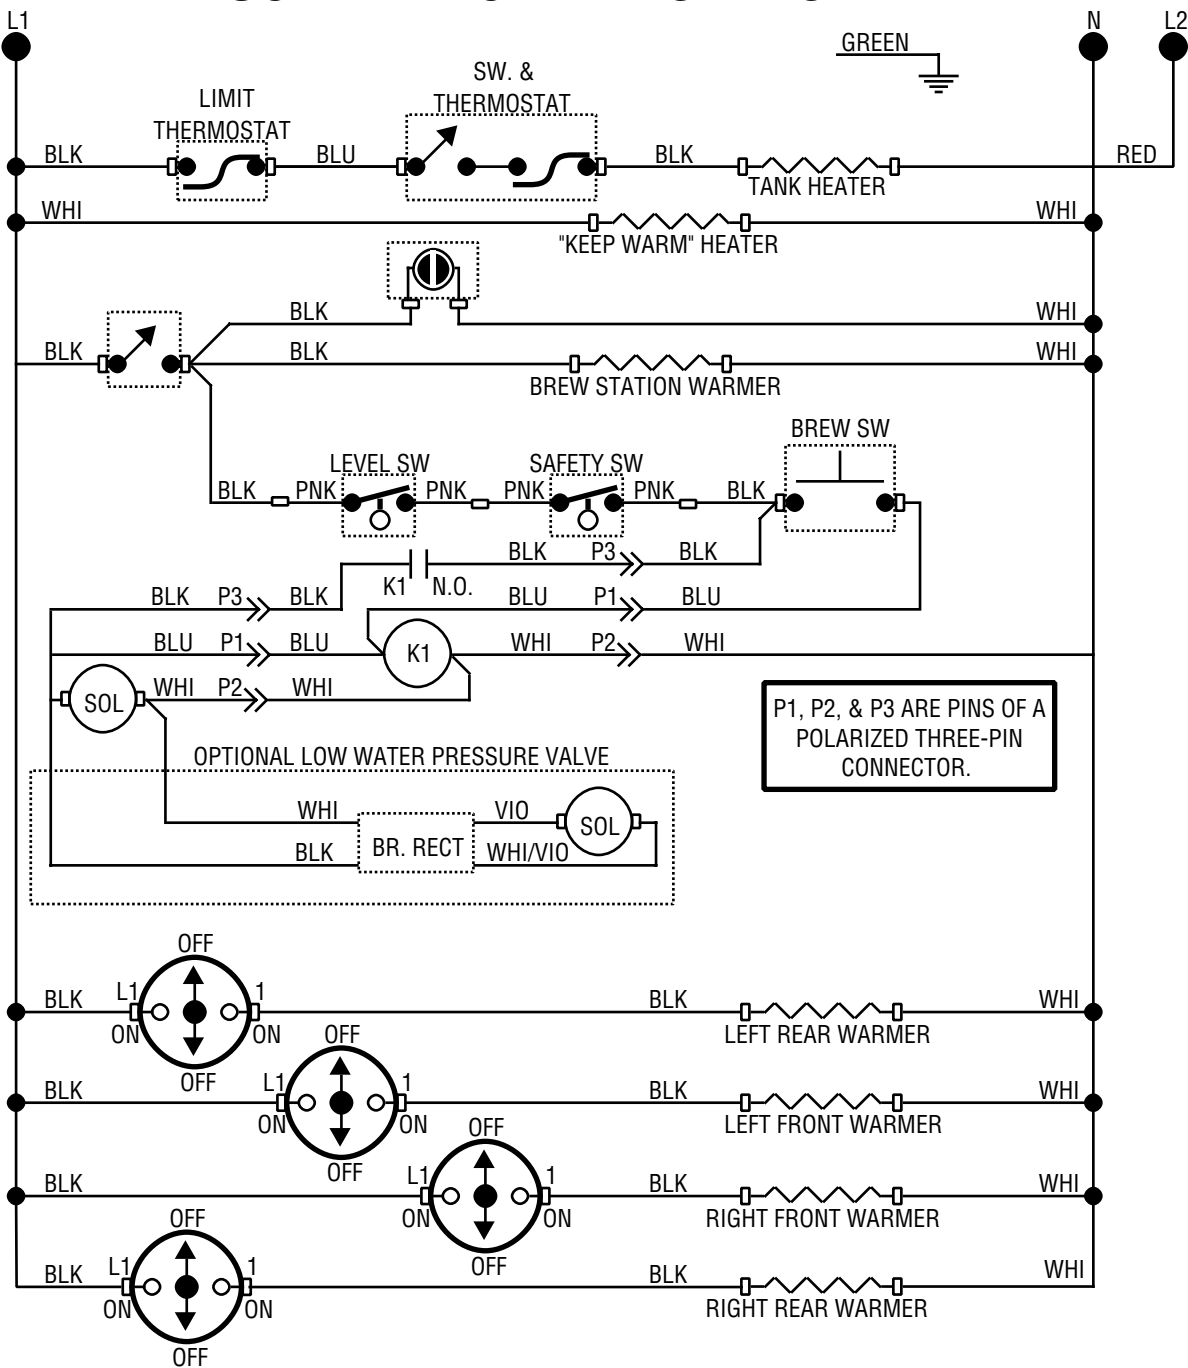 L1
N
L2
GREEN
SW. &
THERMOSTAT
LIMIT
THERMOSTAT
BLK
BLU
BLK
RED
TANK HEATER
WHI
WHI
"KEEP WARM" HEATER
BLK
WHI
BLK
BLK
WHI
BREW STATION WARMER
BREW SW
LEVEL SW
SAFETY SW
BLK
PNK
PNK
PNK
PNK
BLK
BLK
P3
BLK
K1
N.O.
BLK
P3
BLK
BLU
P1
BLU
BLU
P1
BLU
K1
WHI
P2
WHI
SOL
WHI
P2
WHI
P1, P2, & P3 ARE PINS OF A
POLARIZED THREE-PIN
CONNECTOR.
OPTIONAL LOW WATER PRESSURE VALVE
WHI
VIO
SOL
BR. RECT
BLK
WHI/VIO
OFF
BLK
L1
1
BLK
WHI
ON
ON
LEFT REAR WARMER
OFF
OFF
BLK
L1
1
BLK
WHI
ON
ON
LEFT FRONT WARMER
OFF
OFF
BLK
L1
1
BLK
WHI
ON
ON
RIGHT FRONT WARMER
OFF
OFF
BLK
L1
1
BLK
WHI
ON
ON
RIGHT REAR WARMER
OFF